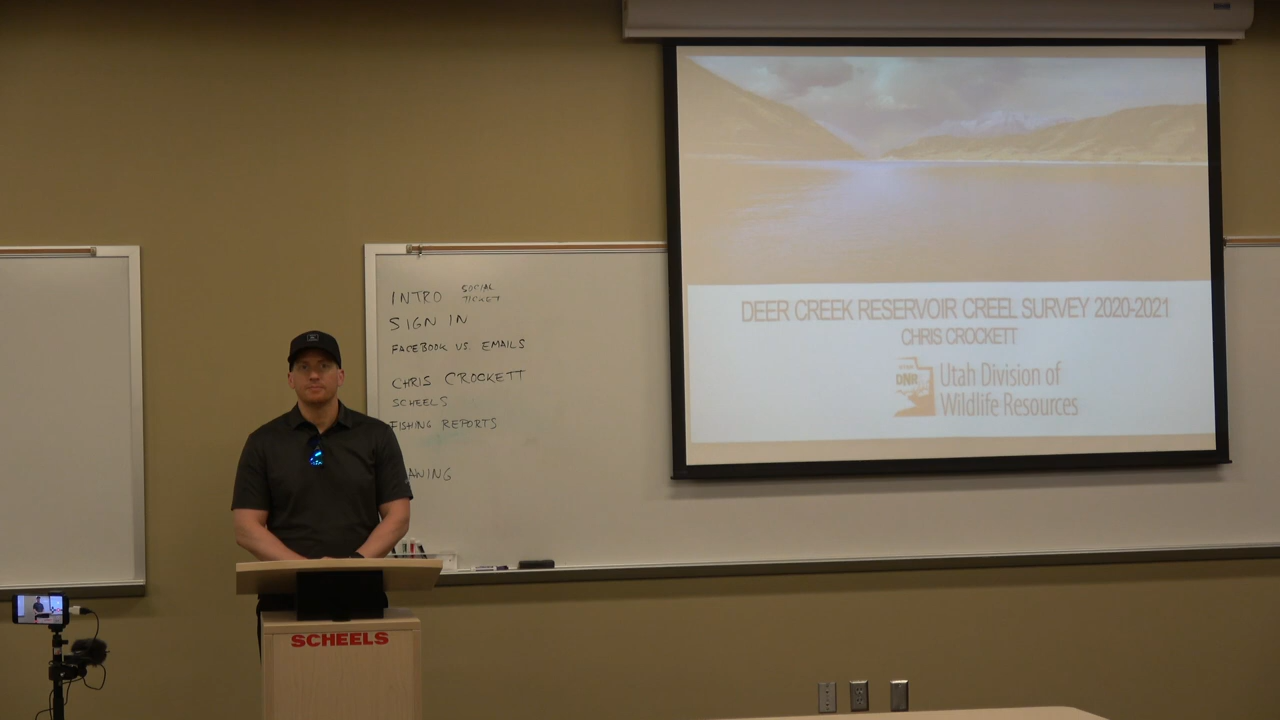 INTRO SOCIAL TICKET
SIGN IN
FACEBOOK VS. EMAILS
CHRIS CROCKETT
SCHEELS
FISHING REPORTS
AWING
DEER CREEK RESERVOIR CREEL SURVEY 2020-2021
CHRIS CROCKETT
DNR
Utah Division of
Wildlife Resources
SCHEELS